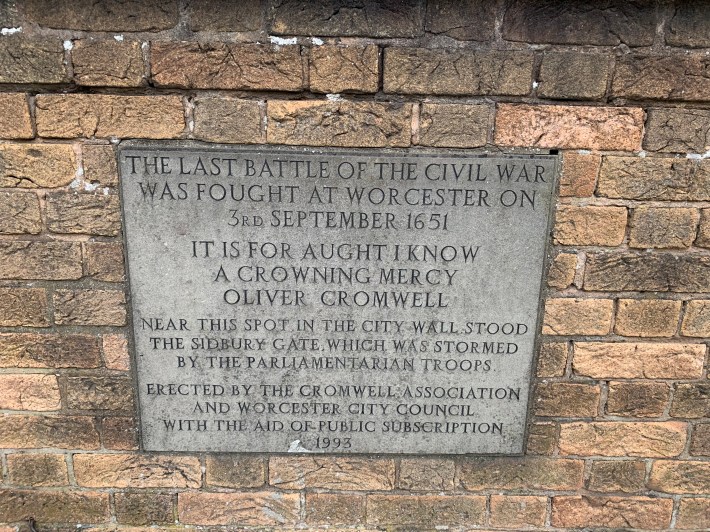 THE LAST BATTLE OF THE CIVIL WAR
WAS FOUGHT AT WORCESTER ON
3RD SEPTEMBER 1651
IT IS FOR AUGHT I KNOW
A CROWNING MERCY
OLIVER CROMWELL
NEAR THIS SPOT IN THE CITY WALL STOOD
THE SIDBURY GATE, WHICH WAS STORMED
BY THE PARLIAMENTARIAN TROOPS.
ERECTED BY THE CROMWELL ASSOCIATION
AND WORCESTER CITY COUNCIL
WITH THE AID OF PUBLIC SUBSCRIPTION
1993